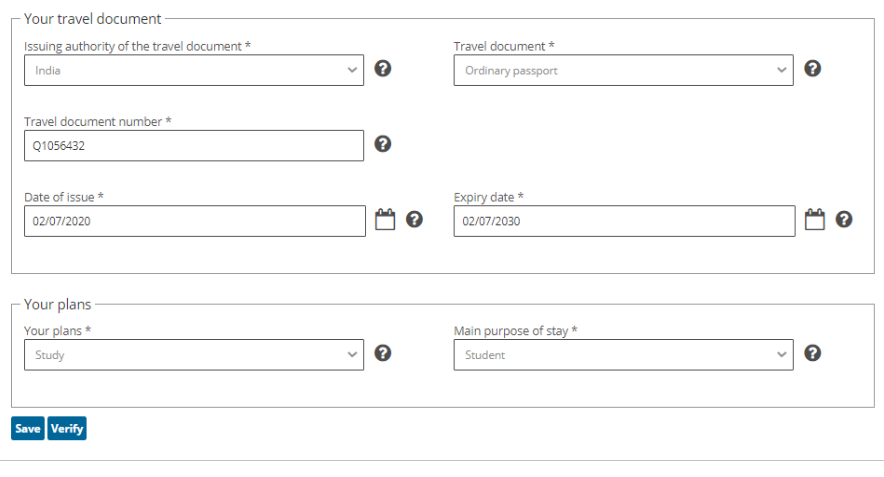 Your travel document
Issuing authority of the travel document * Travel document *
India Ordinary passport
Travel document number *
Q1056432
Date of issue * Expiry date *
02/07/2020 02/07/2030
Your plans
Your plans * Main purpose of stay *
Study Student
Save Verify